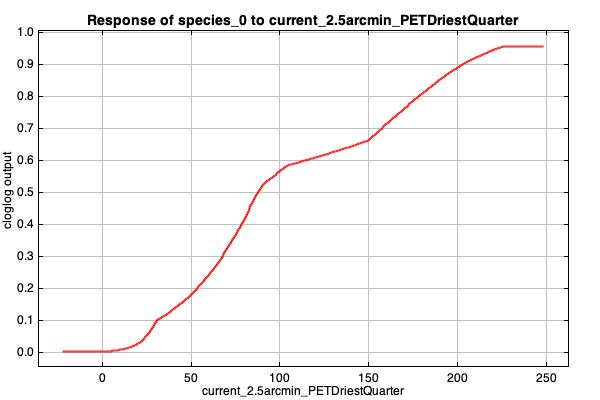 Response of species_0 to current_2.5arcmin_PETDriestQuarter
1.0
0.9
0.8
0.7
0.6
0.5
0.4
0.3
0.2
0.1
0.0
cloglog output
0 50 100 150 200 250
current_2.5arcmin_PETDriestQuarter